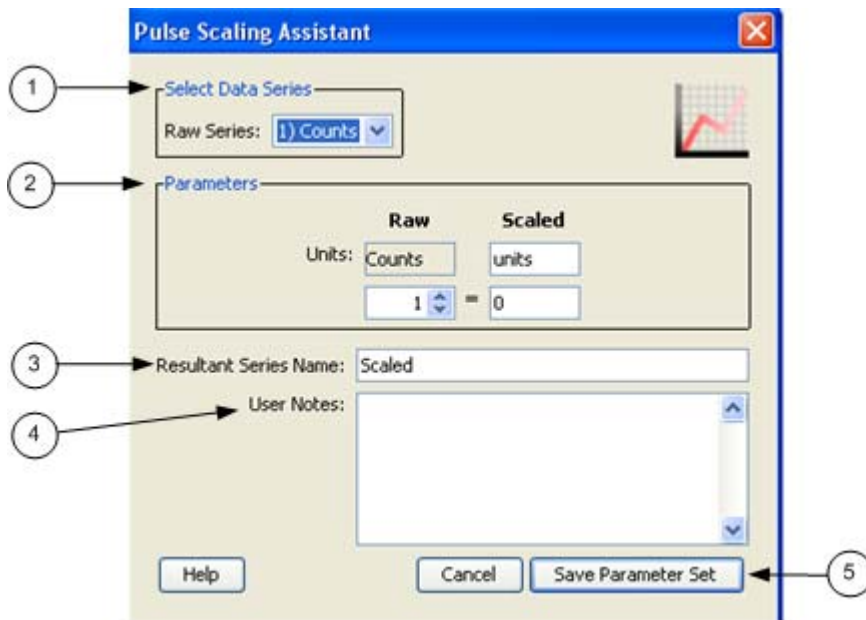 Pulse Scaling Assistant
1
Select Data Series
Raw Series: 1) Counts
2
Parameters
Raw Scaled
Units: Counts units
1 = 0
3
Resultant Series Name: Scaled
4
User Notes:
Help Cancel Save Parameter Set
5